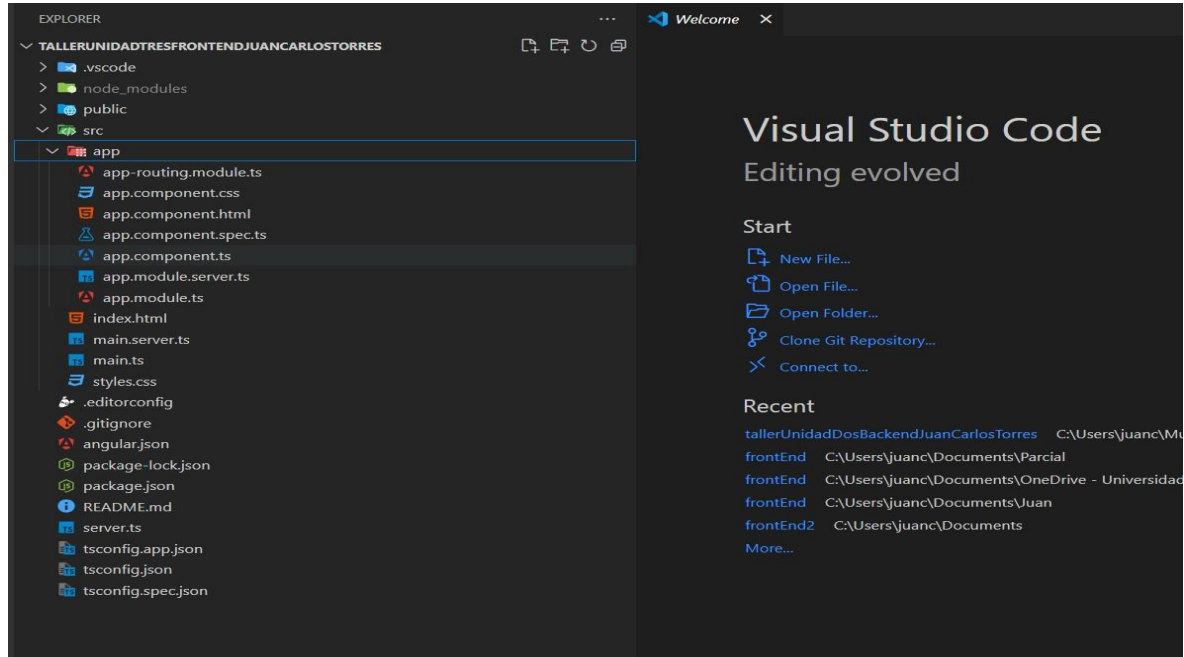 EXPLORER
TALLERUNIDADTRESFRONTENDJUANCARLOSTORRES
.vscode
node_modules
public
src
app
app-routing.module.ts
app.component.css
app.component.html
app.component.spec.ts
app.component.ts
app.module.server.ts
app.module.ts
index.html
main.server.ts
main.ts
styles.css
.editorconfig
.gitignore
angular.json
package-lock.json
package.json
README.md
server.ts
tsconfig.app.json
tsconfig.json
tsconfig.spec.json
Welcome
Visual Studio Code
Editing evolved
Start
New File...
Open File...
Open Folder...
Clone Git Repository...
Connect to...
Recent
tallerUnidadDosBackendJuanCarlosTorres C:\Users\juanc\Mu
frontEnd C:\Users\juanc\Documents\Parcial
frontEnd C:\Users\juanc\Documents\OneDrive - Universidad
frontEnd C:\Users\juanc\Documents\Juan
frontEnd2 C:\Users\juanc\Documents
More...